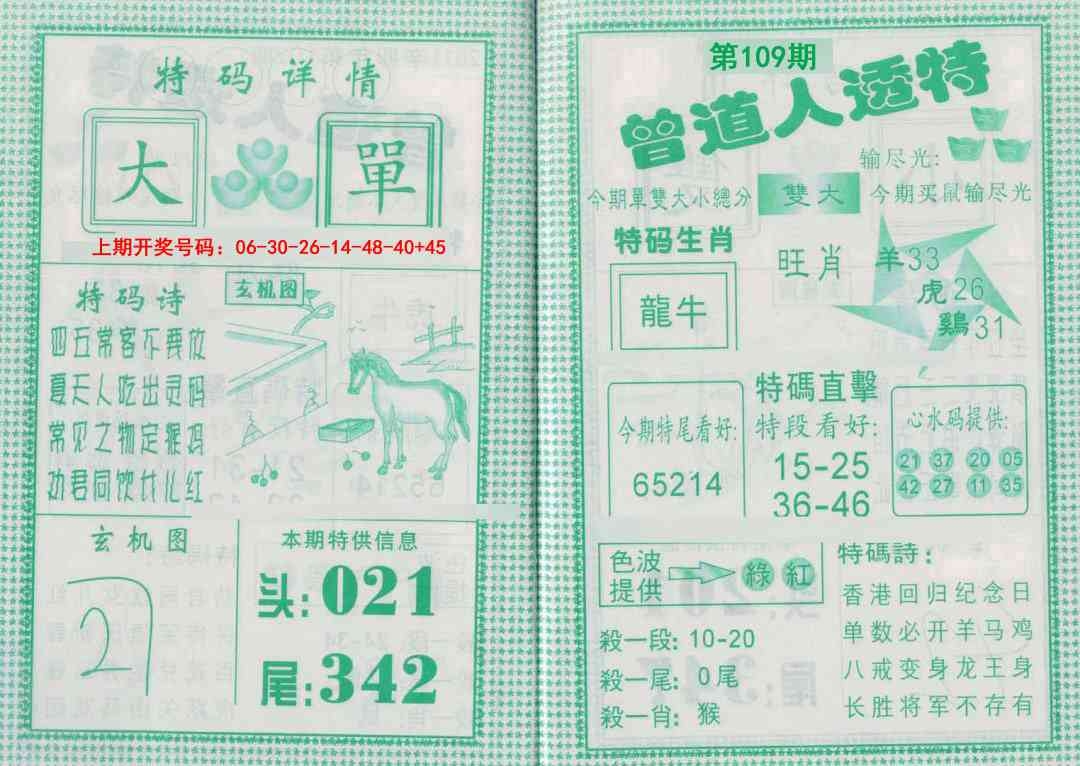 特码详情
大
單
上期开奖号码：06-30-26-14-48-40+45
特码诗
四五常客不要放
夏天人吃出灵码
常见之物定握码
劝君同饮女儿红
玄机图
玄机图
本期特供信息
头:021
尾:342
第109期
曾道人透特
输尽光:
今期單雙大小總分
雙大
今期买鼠输尽光
特码生肖
龍牛
旺肖
羊33
虎26
鷄31
今期特尾看好:
65214
特碼直擊
特段看好:
15-25
36-46
心水码提供:
21 37 20 05
42 27 11 35
色波
提供
綠 紅
殺一段: 10-20
殺一尾: 0尾
殺一肖: 猴
特碼詩:
香港回归纪念日
单数必开羊马鸡
八戒变身龙王身
长胜将军不存有